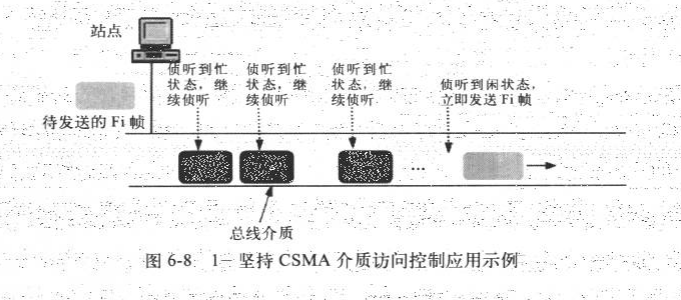 站点
侦听到忙
状态，继
续侦听
侦听到忙
状态，继
续侦听
侦听到忙
状态，继
续侦听
侦听到闲状态，
立即发送 Fi 帧
待发送的 Fi 帧
...
总线介质
图 6-8 1—坚持 CSMA 介质访问控制应用示例